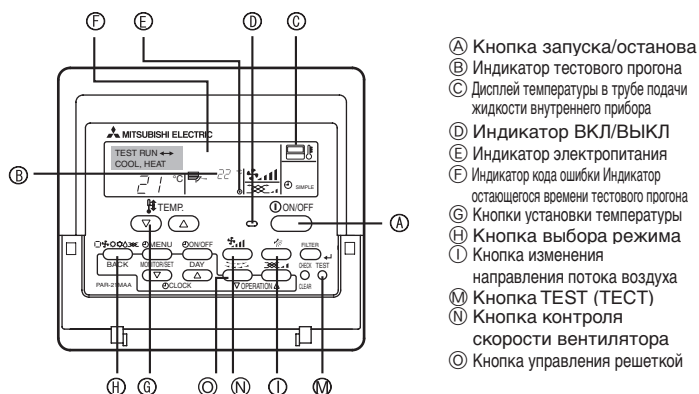 Ⓕ Ⓔ Ⓓ Ⓒ
MITSUBISHI ELECTRIC
TEST RUN ↔
COOL, HEAT
21 °C
22
SIMPLE
Ⓑ
TEMP.
ON/OFF
Ⓐ
MENU
ON/OFF
FILTER
BACK
MONITOR/SET
DAY
CHECK TEST
PAR-21MAA
CLOCK
▽ OPERATION △
CLEAR
Ⓗ Ⓖ Ⓞ Ⓝ Ⓘ Ⓜ
Ⓐ Кнопка запуска/останова
Ⓑ Индикатор тестового прогона
Ⓒ Дисплей температуры в трубе подачи
жидкости внутреннего прибора
Ⓓ Индикатор ВКЛ/ВЫКЛ
Ⓔ Индикатор электропитания
Ⓕ Индикатор кода ошибки Индикатор
остающегося времени тестового прогона
Ⓖ Кнопки установки температуры
Ⓗ Кнопка выбора режима
Ⓘ Кнопка изменения
направления потока воздуха
Ⓜ Кнопка TEST (ТЕСТ)
Ⓝ Кнопка контроля
скорости вентилятора
Ⓞ Кнопка управления решеткой